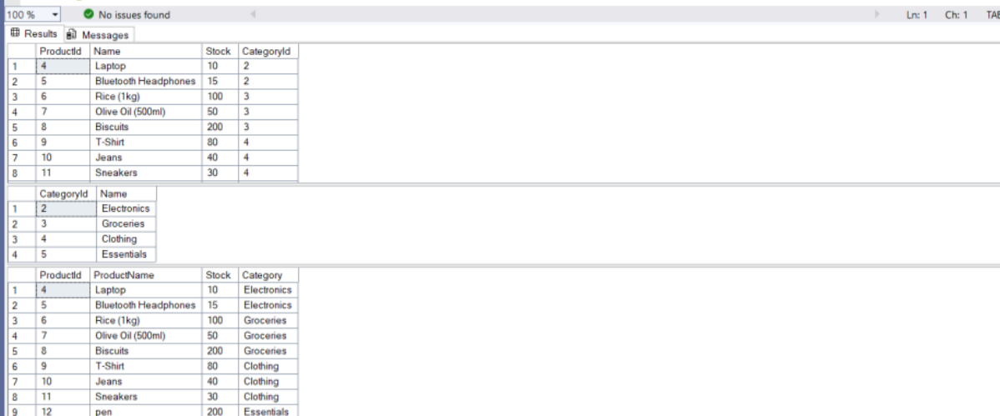 100 % No issues found Ln: 1 Ch: 1 TAB
Results Messages
ProductId Name Stock CategoryId
1 4 Laptop 10 2
2 5 Bluetooth Headphones 15 2
3 6 Rice (1kg) 100 3
4 7 Olive Oil (500ml) 50 3
5 8 Biscuits 200 3
6 9 T-Shirt 80 4
7 10 Jeans 40 4
8 11 Sneakers 30 4
CategoryId Name
1 2 Electronics
2 3 Groceries
3 4 Clothing
4 5 Essentials
ProductId ProductName Stock Category
1 4 Laptop 10 Electronics
2 5 Bluetooth Headphones 15 Electronics
3 6 Rice (1kg) 100 Groceries
4 7 Olive Oil (500ml) 50 Groceries
5 8 Biscuits 200 Groceries
6 9 T-Shirt 80 Clothing
7 10 Jeans 40 Clothing
8 11 Sneakers 30 Clothing
9 12 pen 200 Essentials